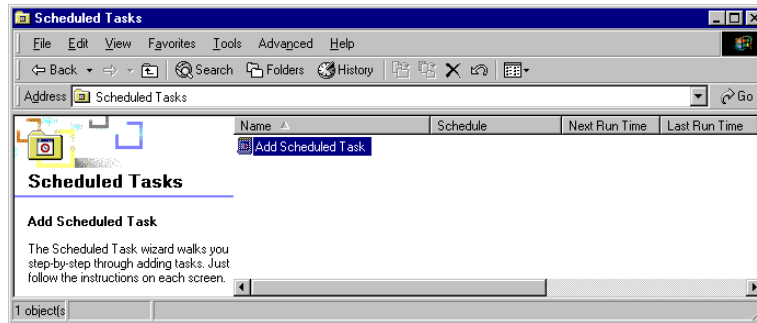 Scheduled Tasks
File Edit View Favorites Tools Advanced Help
Back Search Folders History
Address Scheduled Tasks Go
Name Schedule Next Run Time Last Run Time
Add Scheduled Task
Scheduled Tasks
Add Scheduled Task
The Scheduled Task wizard walks you
step-by-step through adding tasks. Just
follow the instructions on each screen.
1 object(s